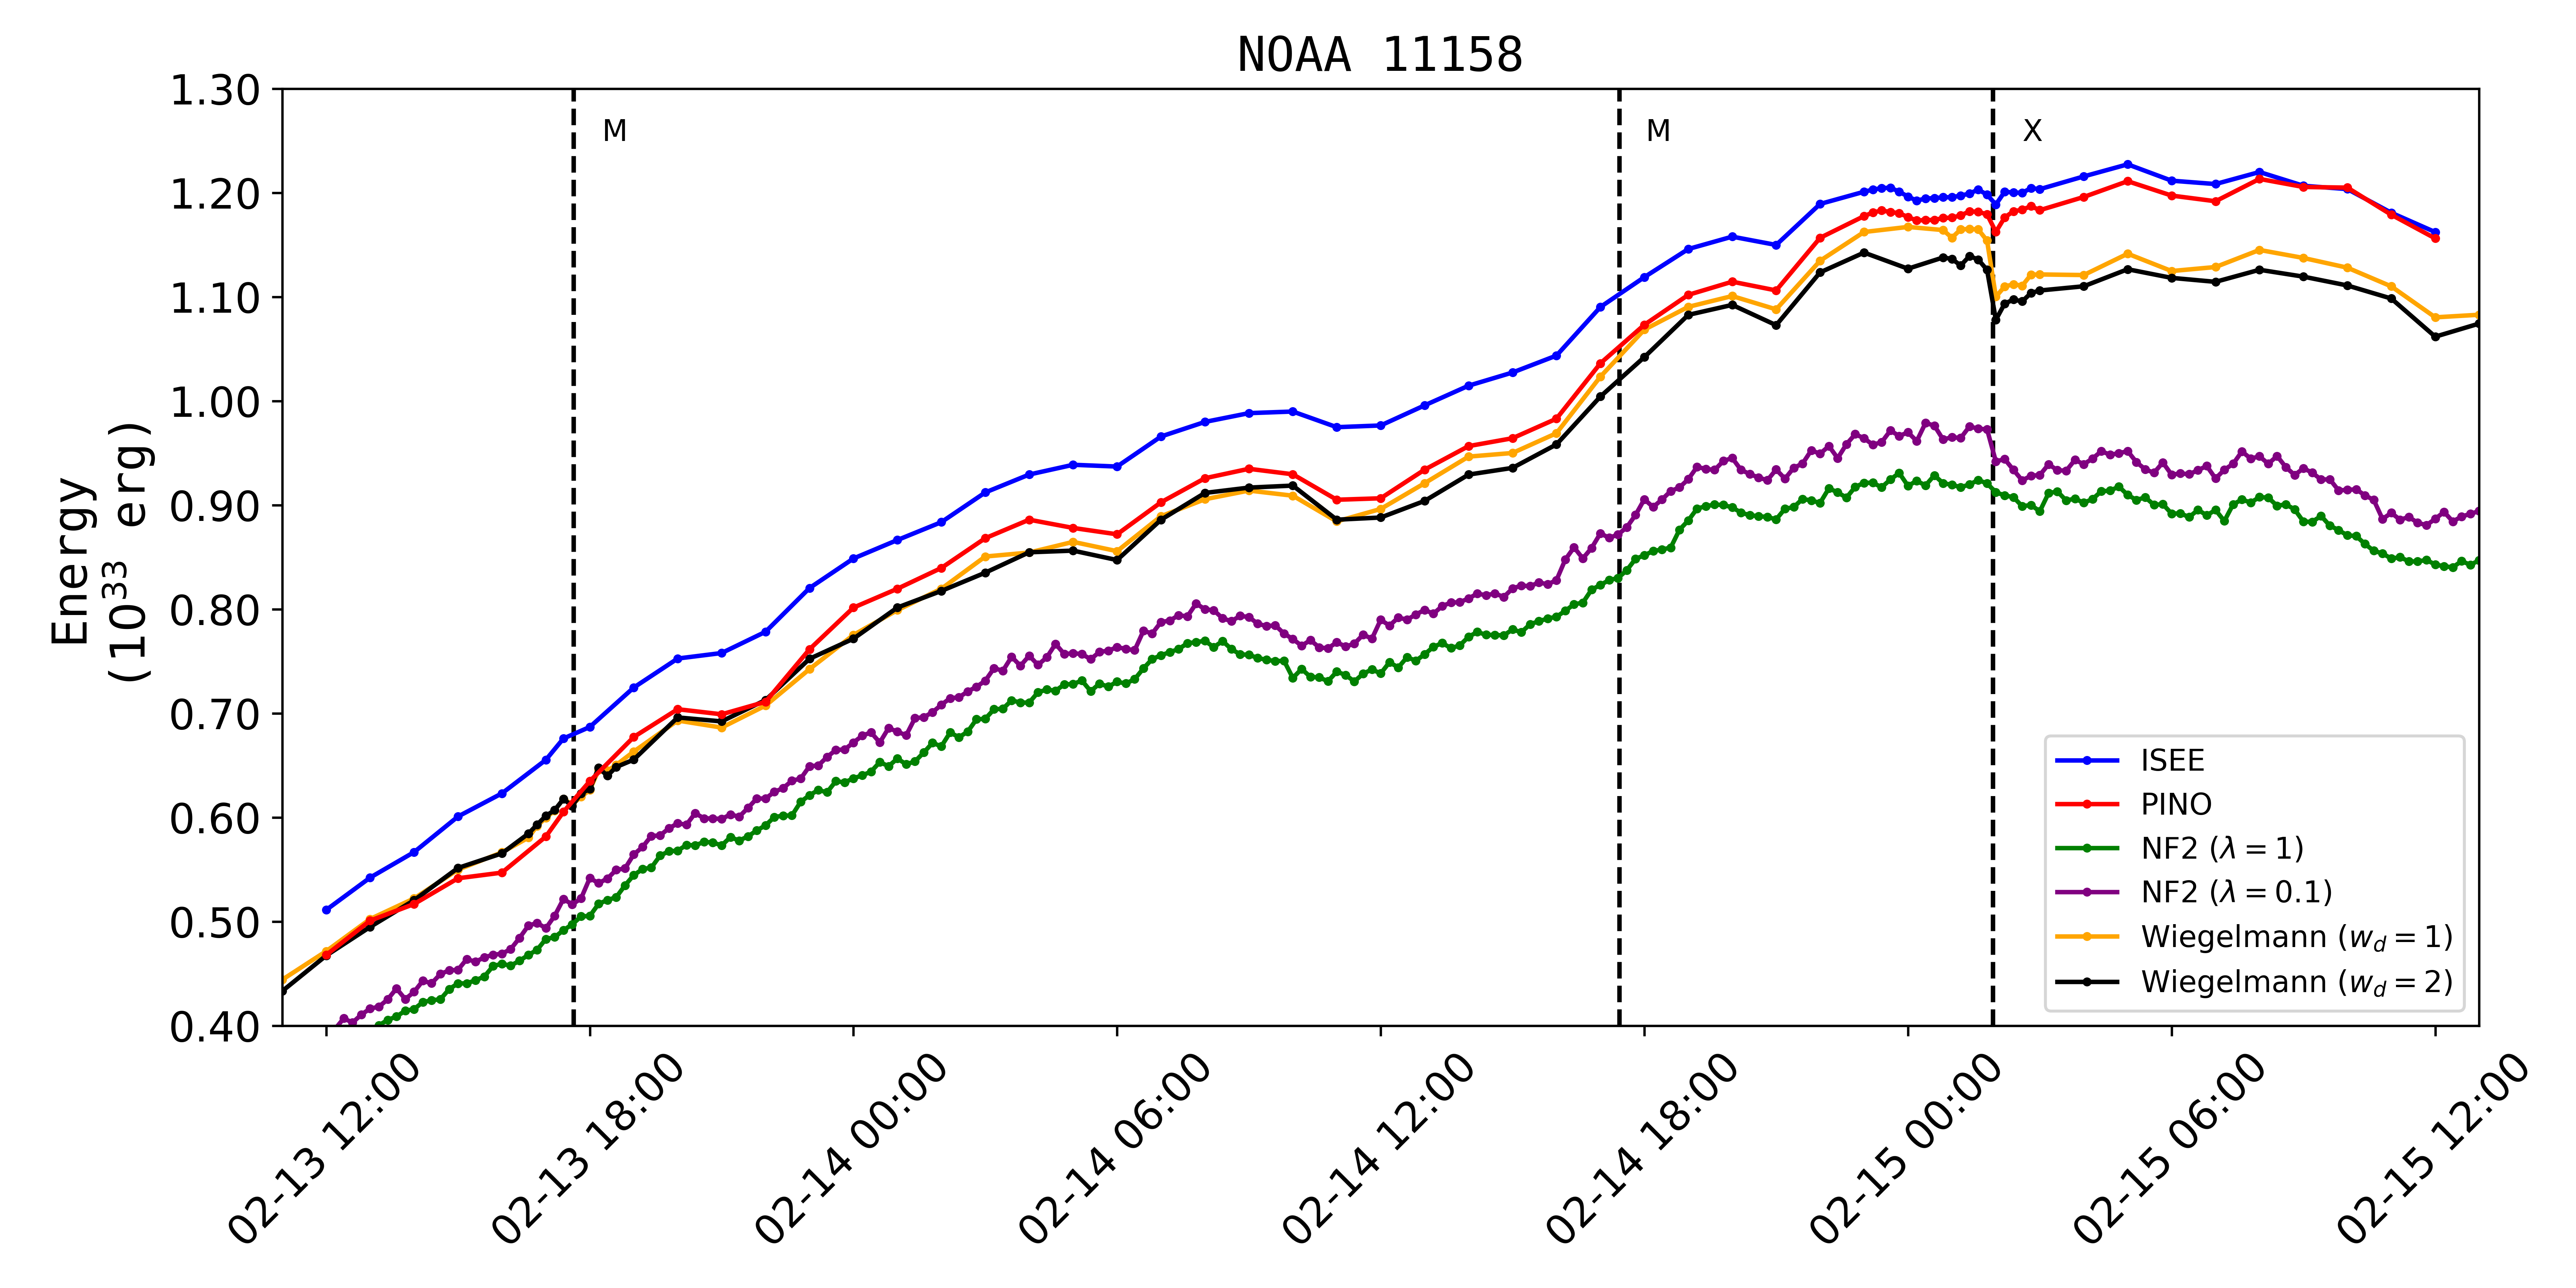 NOAA 11158
1.30
1.20
1.10
1.00
0.90
0.80
0.70
0.60
0.50
0.40
Energy
(10³³ erg)
M
M
X
ISEE
PINO
NF2 (λ = 1)
NF2 (λ = 0.1)
Wiegelmann (w_d = 1)
Wiegelmann (w_d = 2)
02-13 12:00
02-13 18:00
02-14 00:00
02-14 06:00
02-14 12:00
02-14 18:00
02-15 00:00
02-15 06:00
02-15 12:00